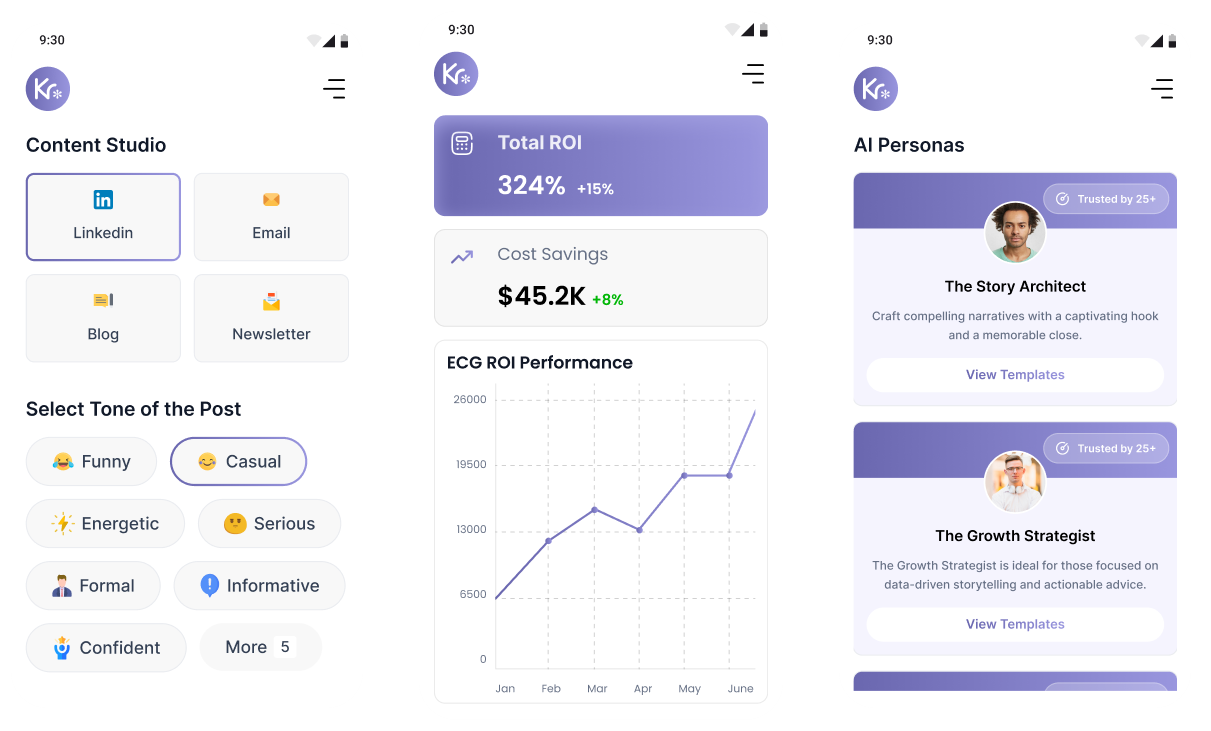 9:30
Kr*
Content Studio
Linkedin
Email
Blog
Newsletter
Select Tone of the Post
Funny
Casual
Energetic
Serious
Formal
Informative
Confident
More 5
9:30
Kr*
Total ROI
324% +15%
Cost Savings
$45.2K +8%
ECG ROI Performance
26000
19500
13000
6500
0
Jan Feb Mar Apr May June
9:30
Kr*
AI Personas
Trusted by 25+
The Story Architect
Craft compelling narratives with a captivating hook
and a memorable close.
View Templates
Trusted by 25+
The Growth Strategist
The Growth Strategist is ideal for those focused on
data-driven storytelling and actionable advice.
View Templates